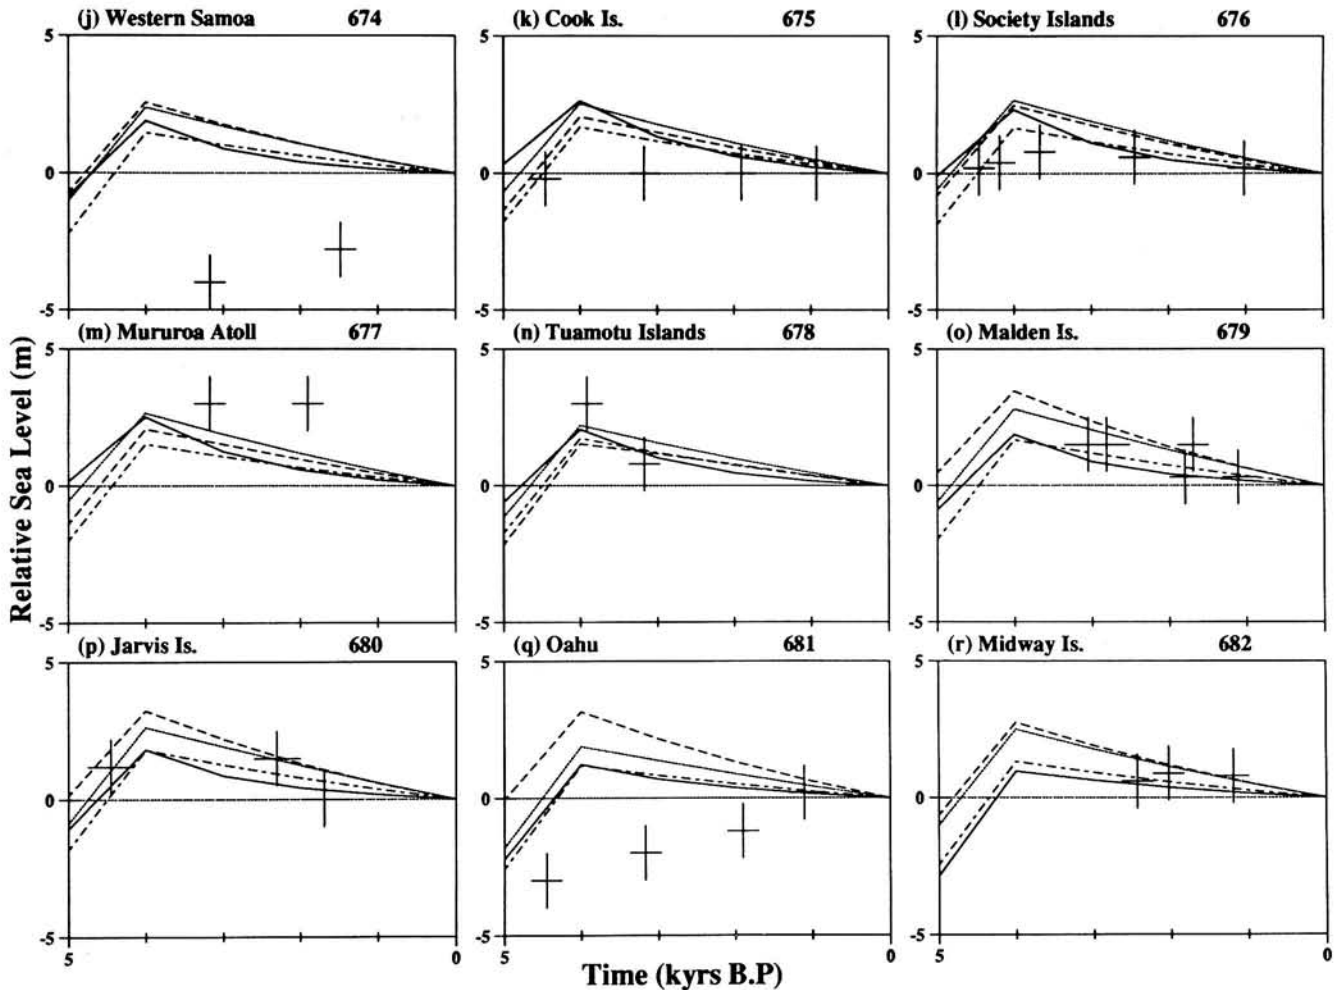 (j) Western Samoa 674
(k) Cook Is. 675
(l) Society Islands 676
5
0
-5
5
0
-5
5
0
-5
(m) Mururoa Atoll 677
(n) Tuamotu Islands 678
(o) Malden Is. 679
5
0
-5
5
0
-5
5
0
-5
(p) Jarvis Is. 680
(q) Oahu 681
(r) Midway Is. 682
5
0
-5
5
0
-5
5
0
-5
5 0
5 0
5 0
Relative Sea Level (m)
Time (kyrs B.P)